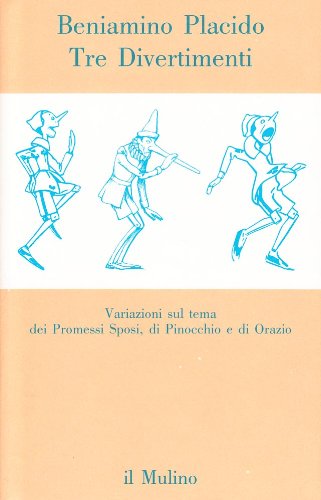 Beniamino Placido
Tre Divertimenti
Variazioni sul tema
dei Promessi Sposi, di Pinocchio e di Orazio
il Mulino